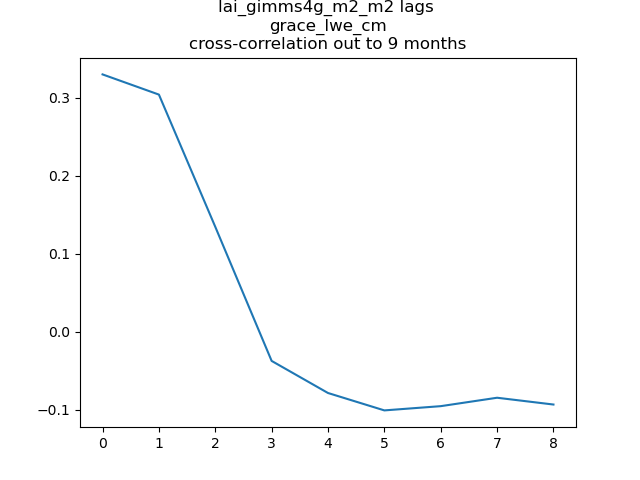 lai_gimms4g_m2_m2 lags
grace_lwe_cm
cross-correlation out to 9 months
0.3
0.2
0.1
0.0
−0.1
0 1 2 3 4 5 6 7 8